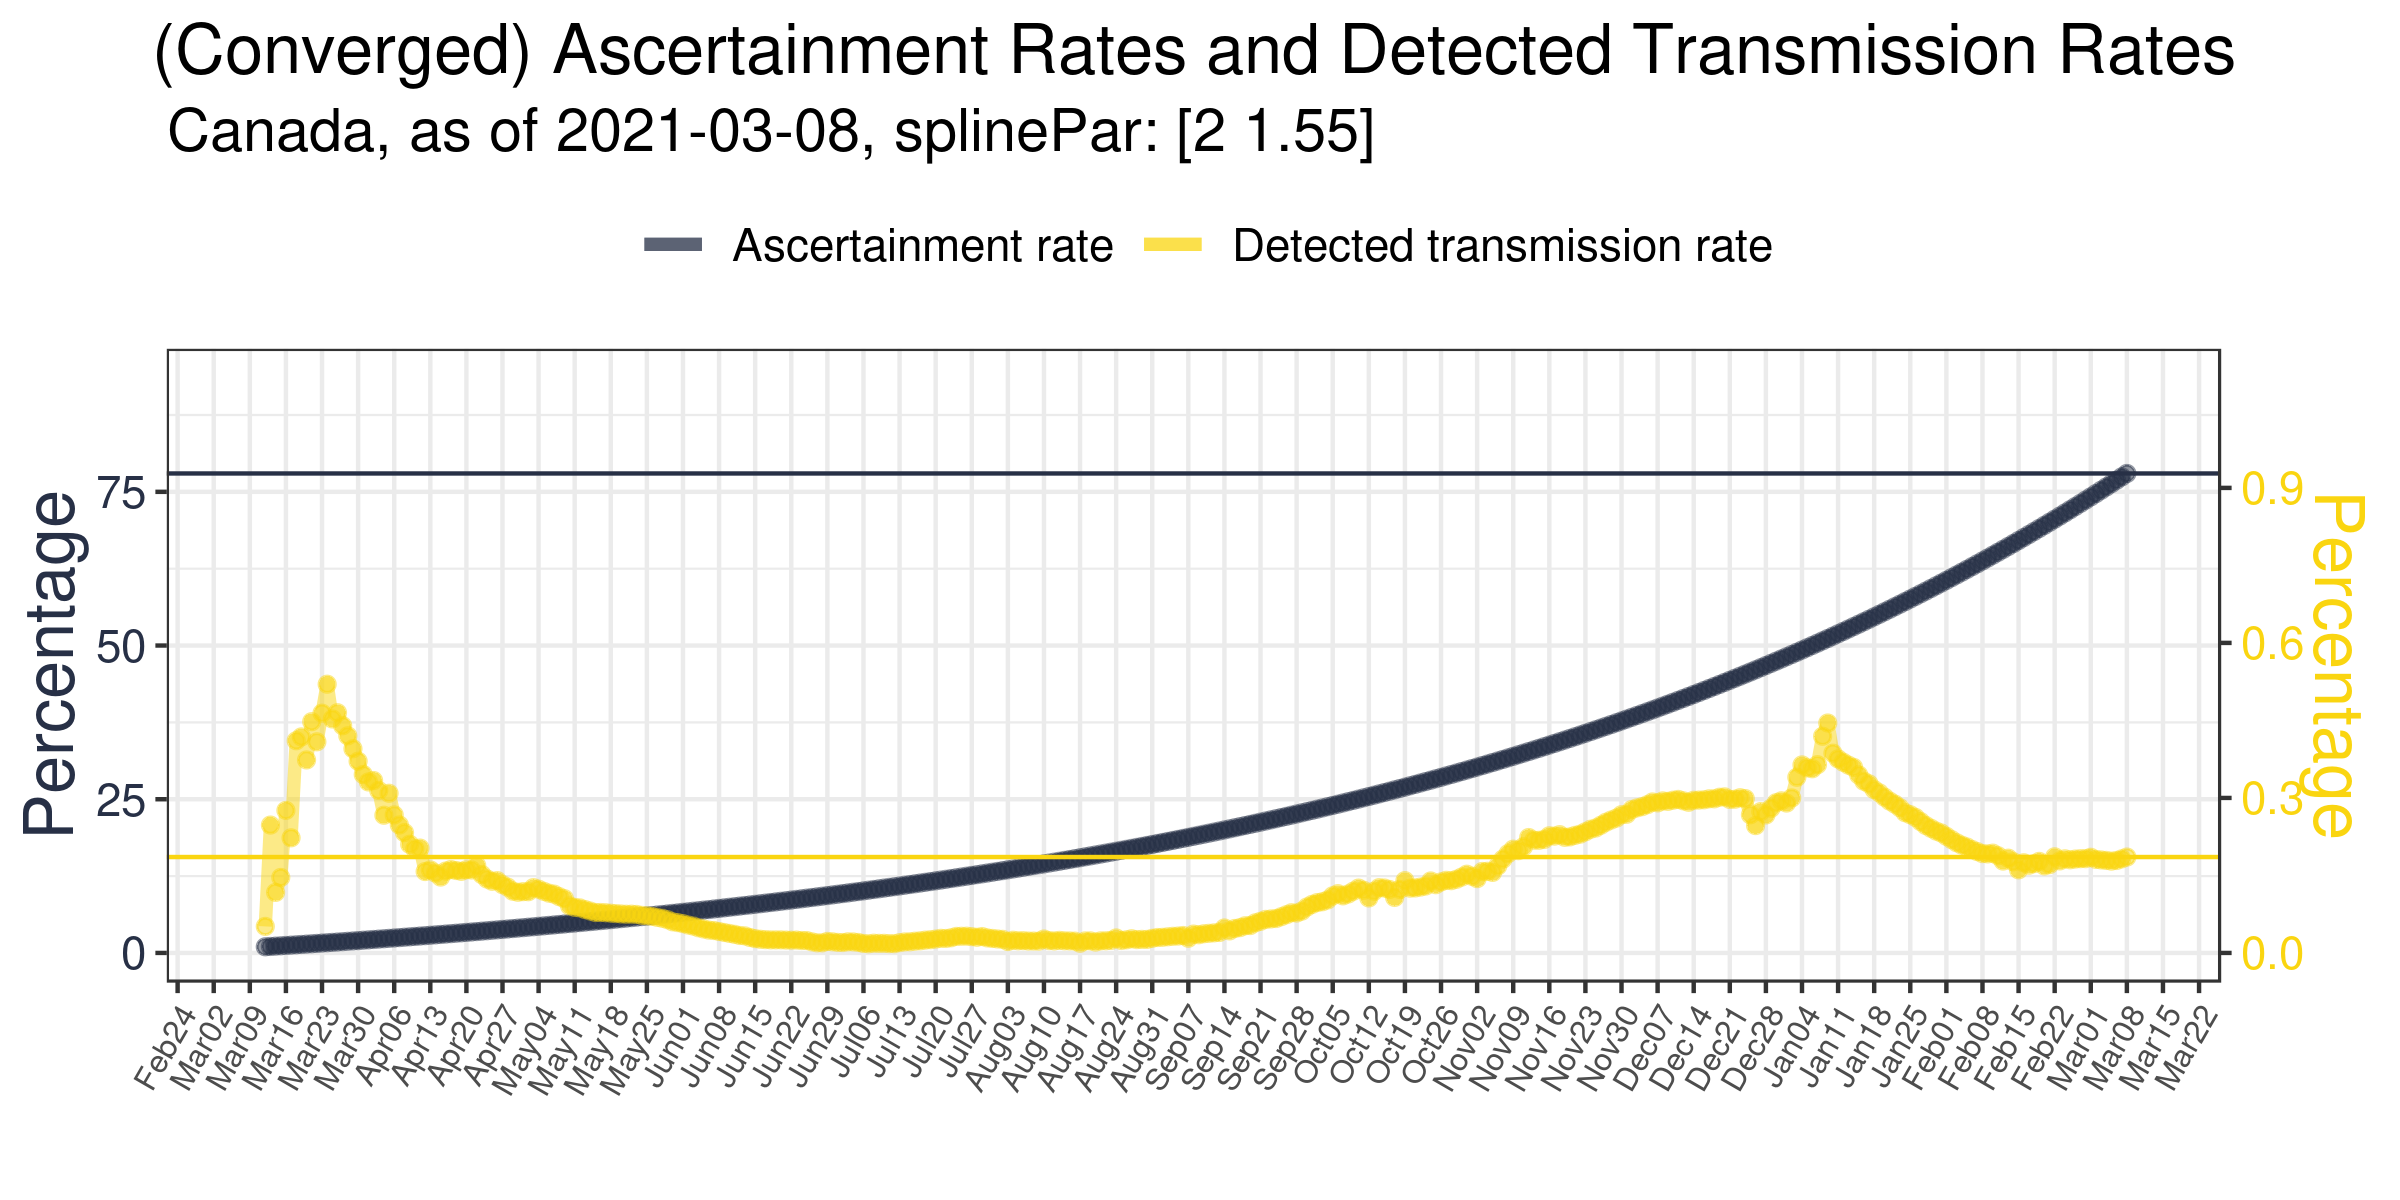 (Converged) Ascertainment Rates and Detected Transmission Rates
Canada, as of 2021-03-08, splinePar: [2 1.55]
Ascertainment rate
Detected transmission rate
Percentage
75
50
25
0
0.9
0.6
0.3
0.0
Percentage
Feb24
Mar02
Mar09
Mar16
Mar23
Mar30
Apr06
Apr13
Apr20
Apr27
May04
May11
May18
May25
Jun01
Jun08
Jun15
Jun22
Jun29
Jul06
Jul13
Jul20
Jul27
Aug03
Aug10
Aug17
Aug24
Aug31
Sep07
Sep14
Sep21
Sep28
Oct05
Oct12
Oct19
Oct26
Nov02
Nov09
Nov16
Nov23
Nov30
Dec07
Dec14
Dec21
Dec28
Jan04
Jan11
Jan18
Jan25
Feb01
Feb08
Feb15
Feb22
Mar01
Mar08
Mar15
Mar22